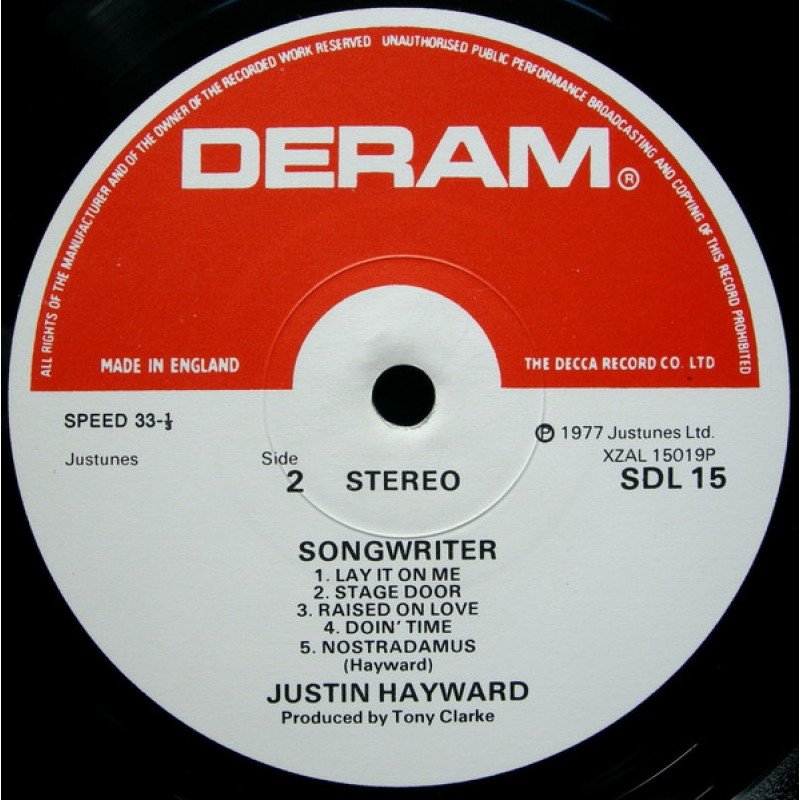 ALL RIGHTS OF THE MANUFACTURER AND OF THE OWNER OF THE RECORDED WORK RESERVED UNAUTHORISED PUBLIC PERFORMANCE BROADCASTING AND COPYING OF THIS RECORD PROHIBITED
DERAM®
MADE IN ENGLAND
THE DECCA RECORD CO. LTD
SPEED 33-⅓
℗ 1977 Justunes Ltd.
Justunes
Side
XZAL 15019P
2 STEREO
SDL 15
SONGWRITER
1. LAY IT ON ME
2. STAGE DOOR
3. RAISED ON LOVE
4. DOIN' TIME
5. NOSTRADAMUS
(Hayward)
JUSTIN HAYWARD
Produced by Tony Clarke